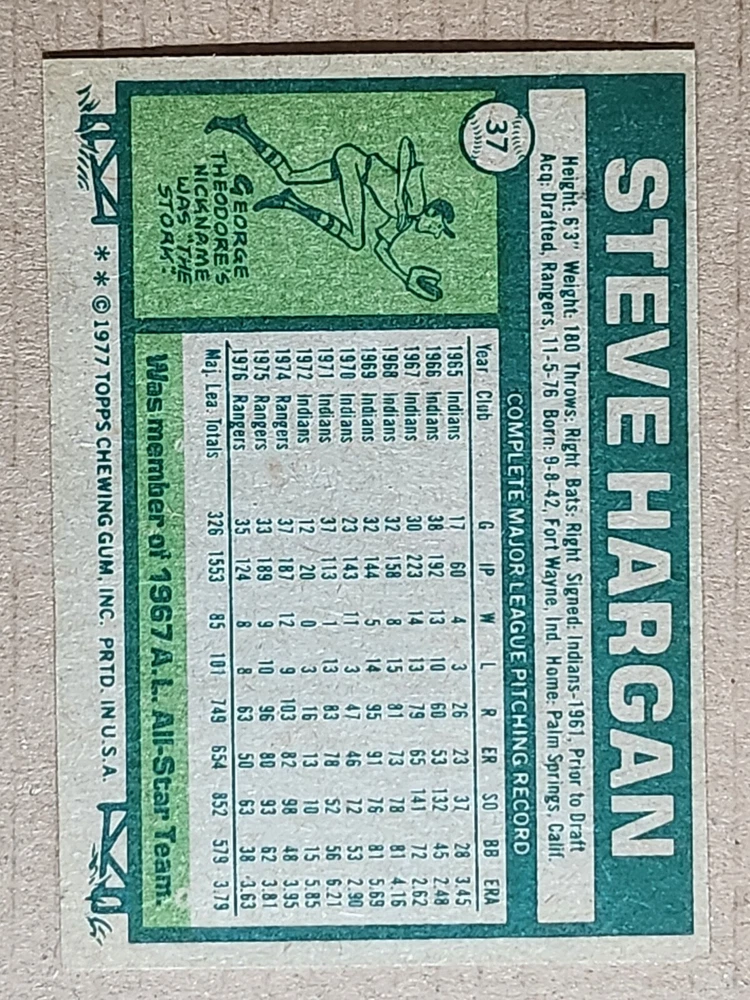 37
STEVE HARGAN
Height: 6'3" Weight: 180 Throws: Right Bats: Right Signed: Indians-1961, Prior to Draft
Acq: Drafted, Rangers, 11-5-76 Born: 9-8-42, Fort Wayne, Ind. Home: Palm Springs, Calif.
GEORGE
THEODORE'S
NICKNAME
WAS "THE
STORK".
COMPLETE MAJOR LEAGUE PITCHING RECORD
Year Club G IP W L R ER SO BB ERA
1965 Indians 17 60 4 3 26 23 37 28 3.45
1966 Indians 38 192 13 10 60 53 132 45 2.48
1967 Indians 30 223 14 13 79 65 141 72 2.62
1968 Indians 32 158 8 15 81 73 78 81 4.16
1969 Indians 32 144 5 14 95 91 76 81 5.69
1970 Indians 23 143 11 3 47 46 72 53 2.90
1971 Indians 37 113 1 13 83 78 52 56 6.21
1972 Indians 12 20 0 3 16 13 10 15 5.85
1974 Rangers 37 187 12 9 103 82 98 48 3.95
1975 Rangers 33 189 9 10 96 80 93 62 3.81
1976 Rangers 35 124 8 8 63 50 63 38 3.63
Maj. Lea. Totals 326 1553 85 101 749 654 852 579 3.79
Was member of 1967 A.L. All-Star Team.
* * © 1977 TOPPS CHEWING GUM, INC. PRTD. IN U.S.A.